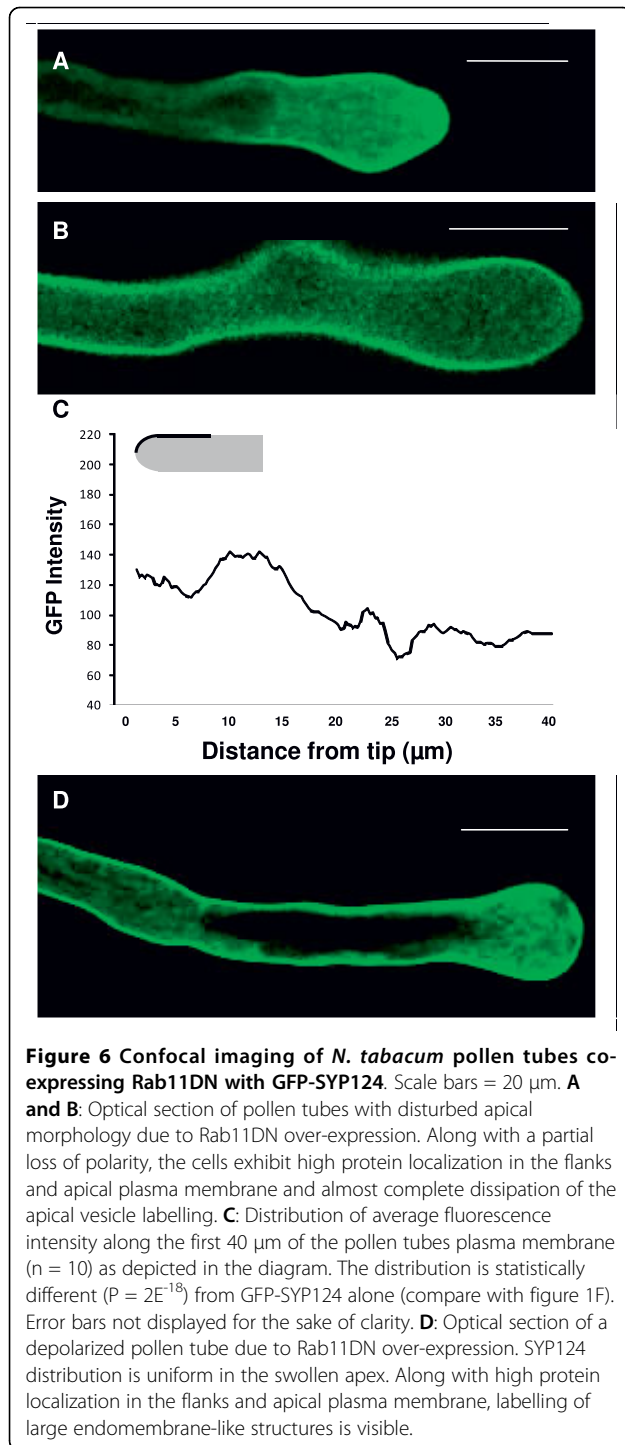 A
B
C
220
200
180
160
140
120
100
80
60
40
GFP Intensity
0 5 10 15 20 25 30 35 40
Distance from tip (µm)
D
Figure 6 Confocal imaging of N. tabacum pollen tubes co-
expressing Rab11DN with GFP-SYP124. Scale bars = 20 µm. A
and B: Optical section of pollen tubes with disturbed apical
morphology due to Rab11DN over-expression. Along with a partial
loss of polarity, the cells exhibit high protein localization in the flanks
and apical plasma membrane and almost complete dissipation of the
apical vesicle labelling. C: Distribution of average fluorescence
intensity along the first 40 µm of the pollen tubes plasma membrane
(n = 10) as depicted in the diagram. The distribution is statistically
different (P = 2E⁻¹⁸) from GFP-SYP124 alone (compare with figure 1F).
Error bars not displayed for the sake of clarity. D: Optical section of a
depolarized pollen tube due to Rab11DN over-expression. SYP124
distribution is uniform in the swollen apex. Along with high protein
localization in the flanks and apical plasma membrane, labelling of
large endomembrane-like structures is visible.